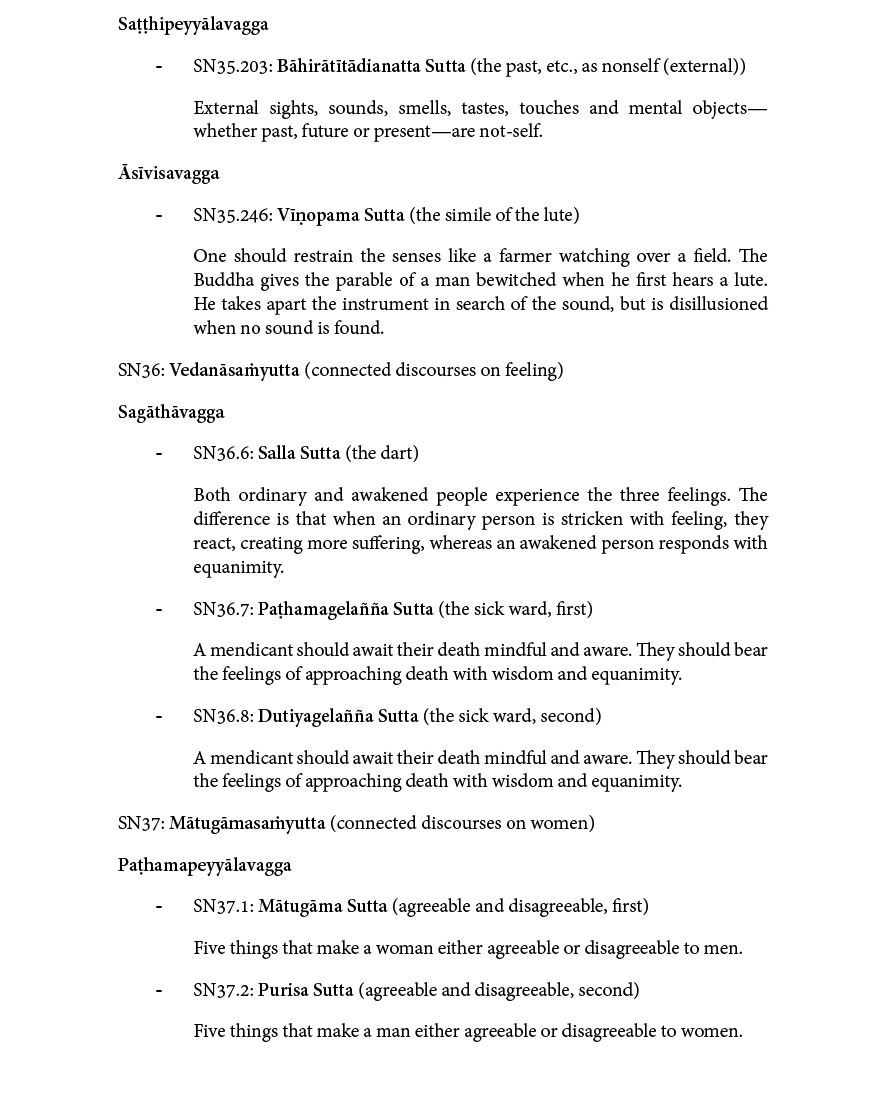 Saṭṭhipeyyālavagga
- SN35.203: Bāhirātītādianatta Sutta (the past, etc., as nonself (external))
External sights, sounds, smells, tastes, touches and mental objects—
whether past, future or present—are not-self.
Āsīvisavagga
- SN35.246: Vīṇopama Sutta (the simile of the lute)
One should restrain the senses like a farmer watching over a field. The
Buddha gives the parable of a man bewitched when he first hears a lute.
He takes apart the instrument in search of the sound, but is disillusioned
when no sound is found.
SN36: Vedanāsaṁyutta (connected discourses on feeling)
Sagāthāvagga
- SN36.6: Salla Sutta (the dart)
Both ordinary and awakened people experience the three feelings. The
difference is that when an ordinary person is stricken with feeling, they
react, creating more suffering, whereas an awakened person responds with
equanimity.
- SN36.7: Paṭhamagelañña Sutta (the sick ward, first)
A mendicant should await their death mindful and aware. They should bear
the feelings of approaching death with wisdom and equanimity.
- SN36.8: Dutiyagelañña Sutta (the sick ward, second)
A mendicant should await their death mindful and aware. They should bear
the feelings of approaching death with wisdom and equanimity.
SN37: Mātugāmasaṁyutta (connected discourses on women)
Paṭhamapeyyālavagga
- SN37.1: Mātugāma Sutta (agreeable and disagreeable, first)
Five things that make a woman either agreeable or disagreeable to men.
- SN37.2: Purisa Sutta (agreeable and disagreeable, second)
Five things that make a man either agreeable or disagreeable to women.